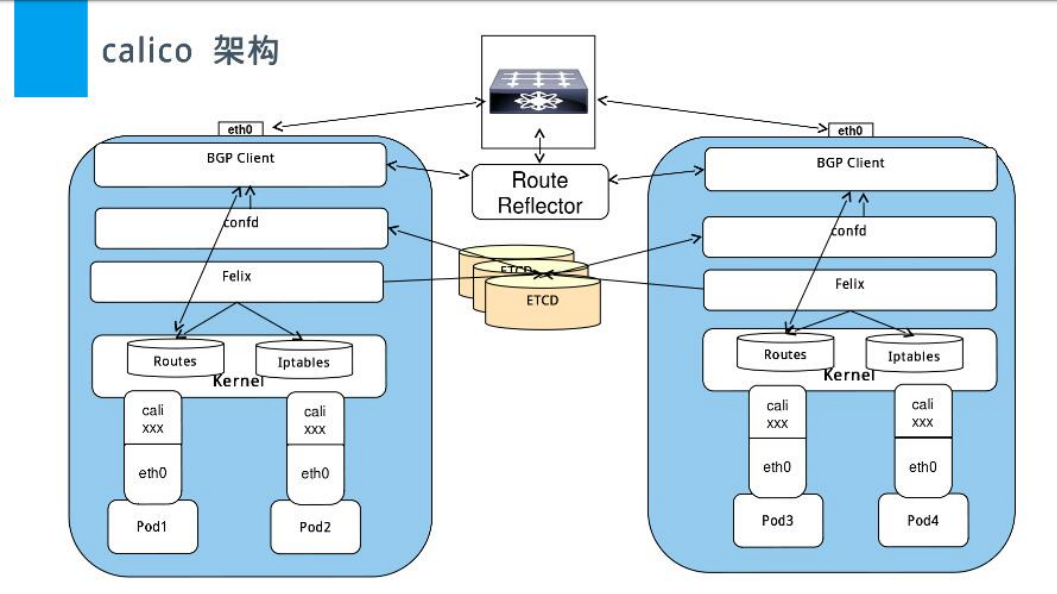 calico 架构
eth0
eth0
BGP Client
BGP Client
Route
Reflector
confd
confd
Felix
Felix
ETCD
ETCD
Routes
Iptables
Kernel
Routes
Iptables
Kernel
cali
xxx
cali
xxx
cali
xxx
cali
xxx
eth0
eth0
eth0
eth0
Pod1
Pod2
Pod3
Pod4